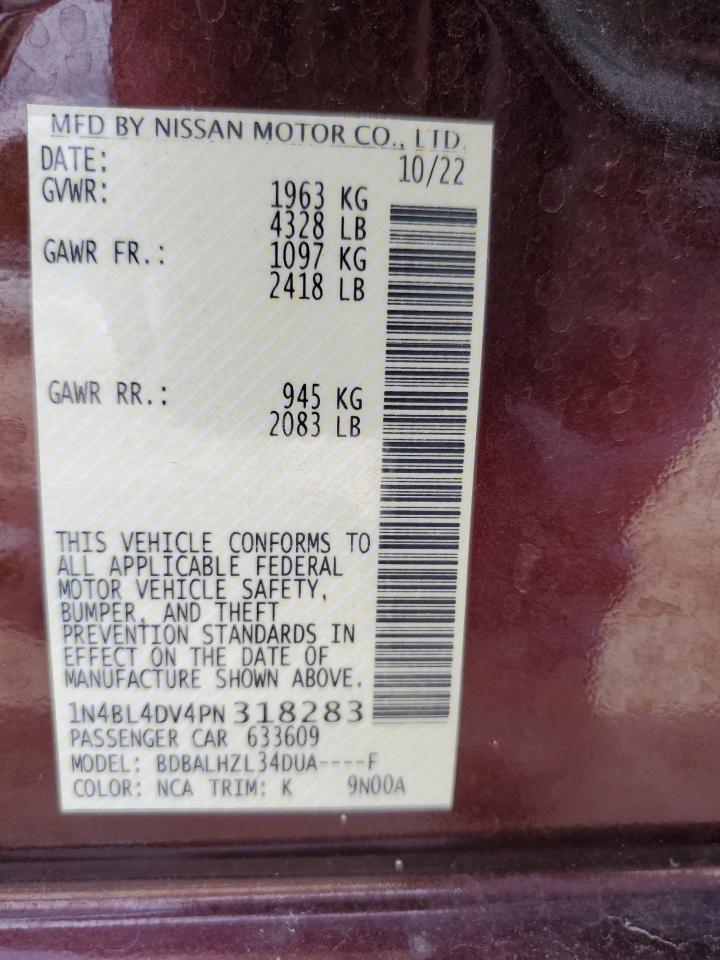 MFD BY NISSAN MOTOR CO., LTD.
DATE: 10/22
GVWR: 1963 KG
4328 LB
GAWR FR.: 1097 KG
2418 LB
GAWR RR.: 945 KG
2083 LB
THIS VEHICLE CONFORMS TO
ALL APPLICABLE FEDERAL
MOTOR VEHICLE SAFETY,
BUMPER, AND THEFT
PREVENTION STANDARDS IN
EFFECT ON THE DATE OF
MANUFACTURE SHOWN ABOVE.
1N4BL4DV4PN318283
PASSENGER CAR 633609
MODEL: BDBALHZL34DUA----F
COLOR: NCA TRIM: K 9N00A